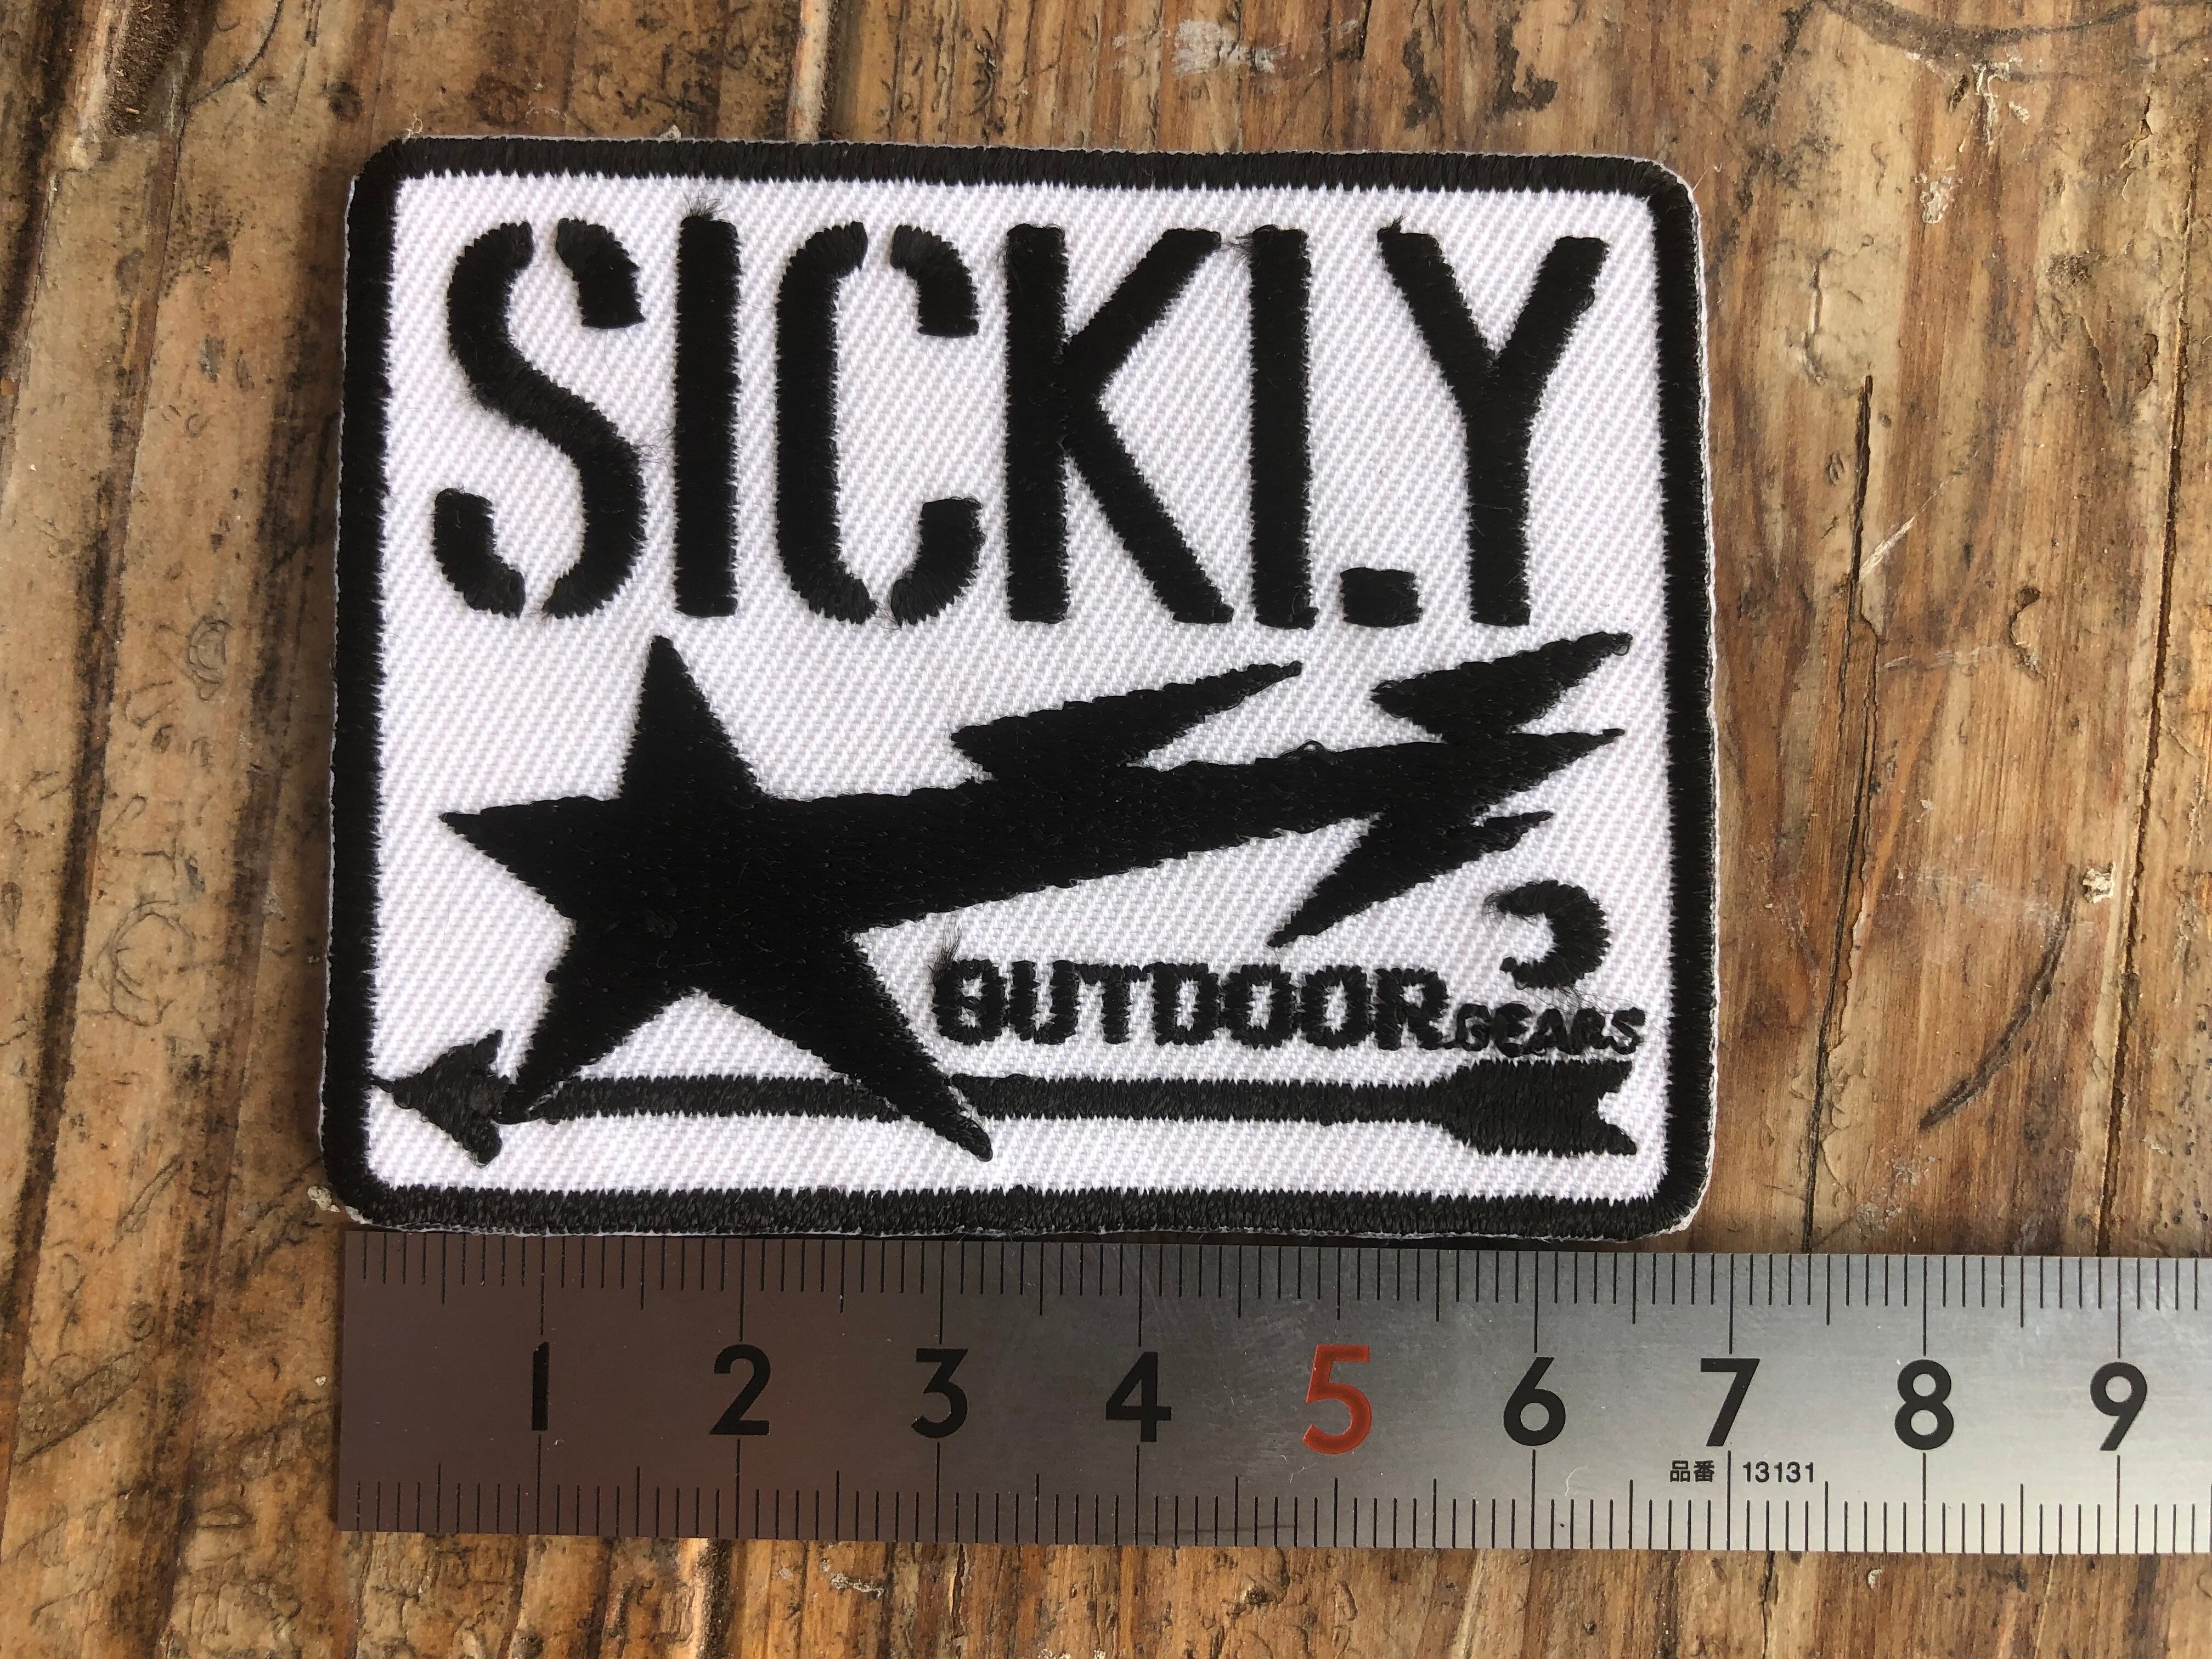 SICKLY
OUTDOOR GEARS
1 2 3 4 5 6 7 8 9
品番 13131